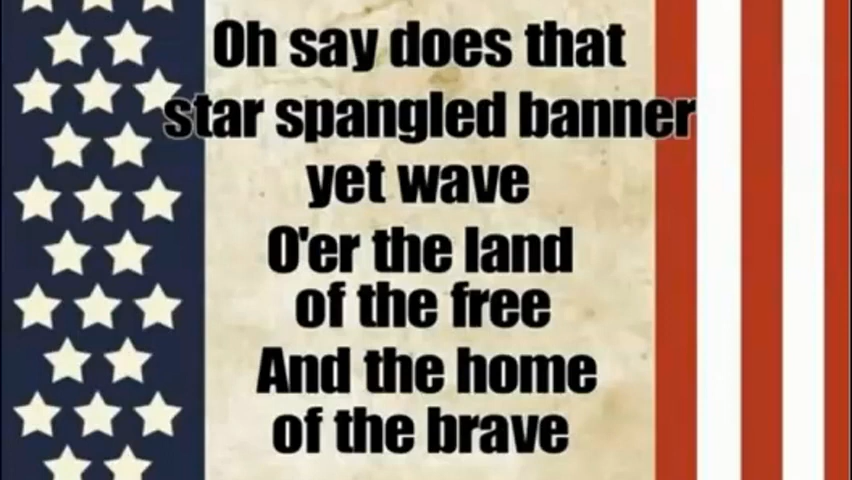 Oh say does that
star spangled banner
yet wave
O'er the land
of the free
And the home
of the brave